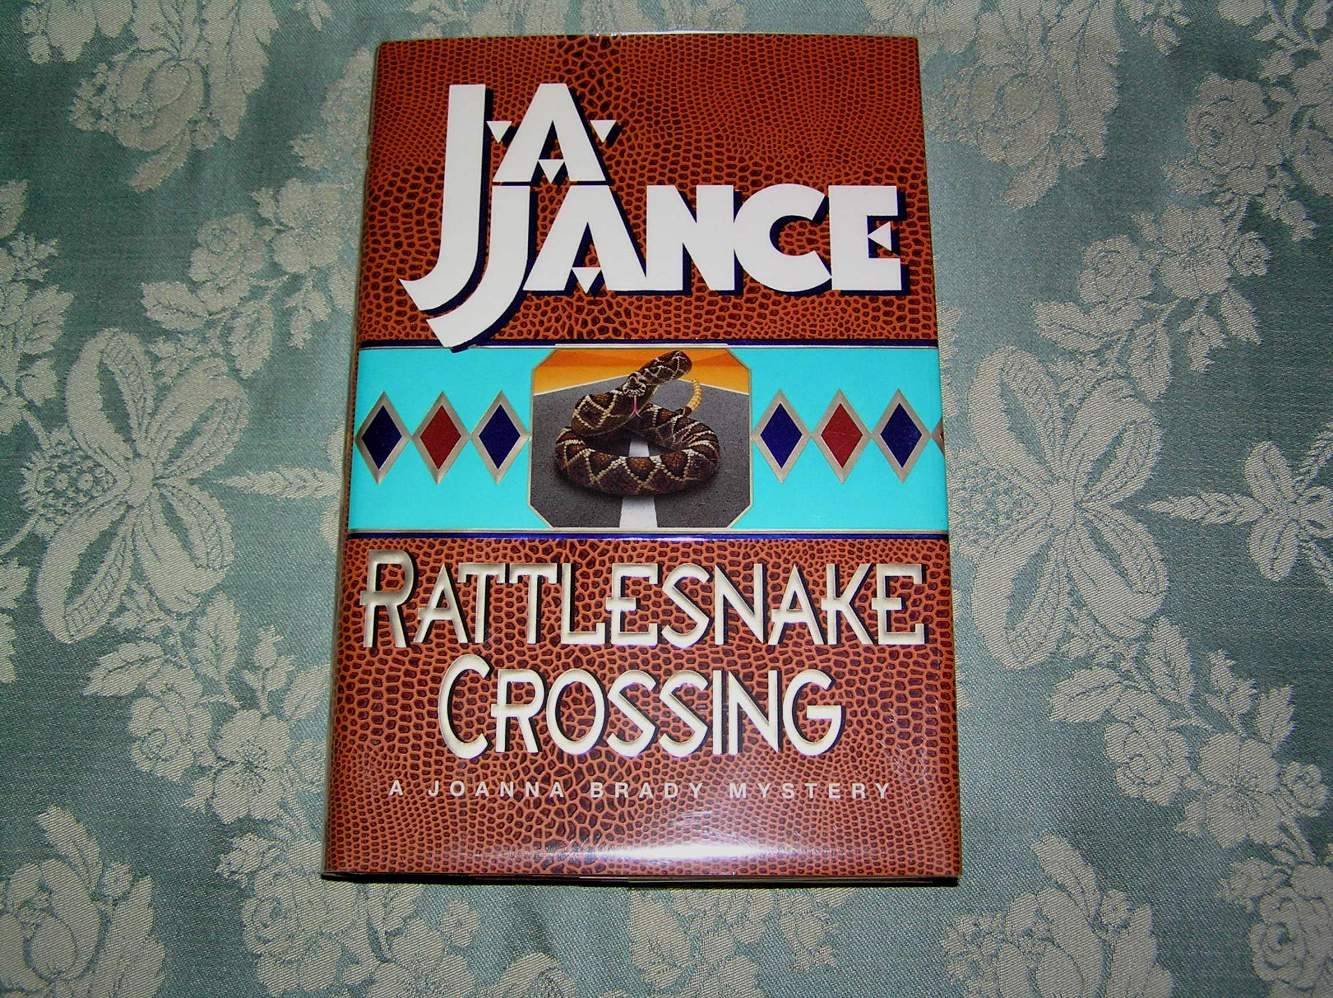 J.A.
JANCE
RATTLESNAKE
CROSSING
A JOANNA BRADY MYSTERY